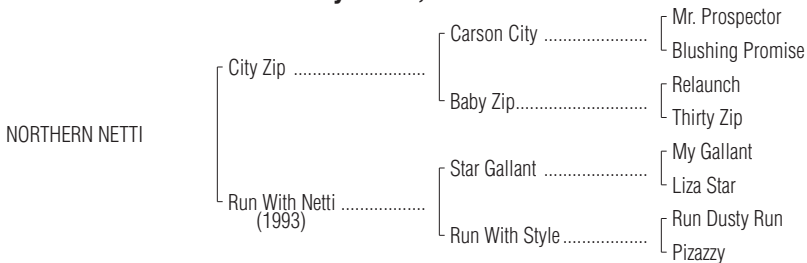 Mr. Prospector
Carson City ......................
Blushing Promise
City Zip ............................
Relaunch
Baby Zip............................
Thirty Zip
NORTHERN NETTI
My Gallant
Star Gallant ......................
Liza Star
Run With Netti ..................
(1993)
Run Dusty Run
Run With Style..................
Pizazzy